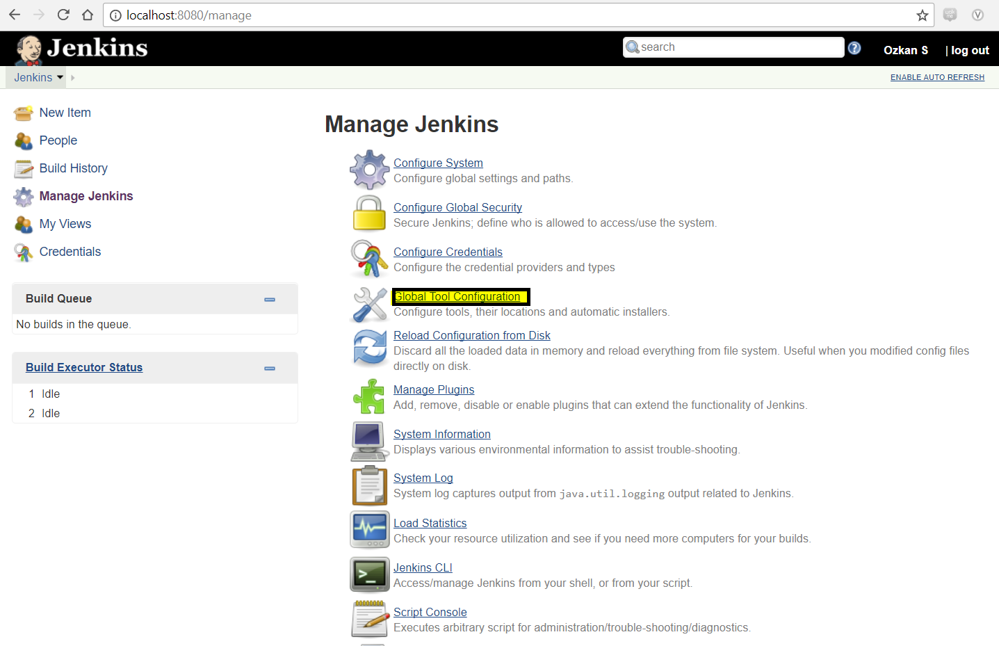 localhost:8080/manage
Jenkins
search
Ozkan S
| log out
Jenkins
ENABLE AUTO REFRESH
New Item
People
Build History
Manage Jenkins
My Views
Credentials
Build Queue
No builds in the queue.
Build Executor Status
1 Idle
2 Idle
Manage Jenkins
Configure System
Configure global settings and paths.
Configure Global Security
Secure Jenkins; define who is allowed to access/use the system.
Configure Credentials
Configure the credential providers and types
Global Tool Configuration
Configure tools, their locations and automatic installers.
Reload Configuration from Disk
Discard all the loaded data in memory and reload everything from file system. Useful when you modified config files
directly on disk.
Manage Plugins
Add, remove, disable or enable plugins that can extend the functionality of Jenkins.
System Information
Displays various environmental information to assist trouble-shooting.
System Log
System log captures output from java.util.logging output related to Jenkins.
Load Statistics
Check your resource utilization and see if you need more computers for your builds.
Jenkins CLI
Access/manage Jenkins from your shell, or from your script.
Script Console
Executes arbitrary script for administration/trouble-shooting/diagnostics.